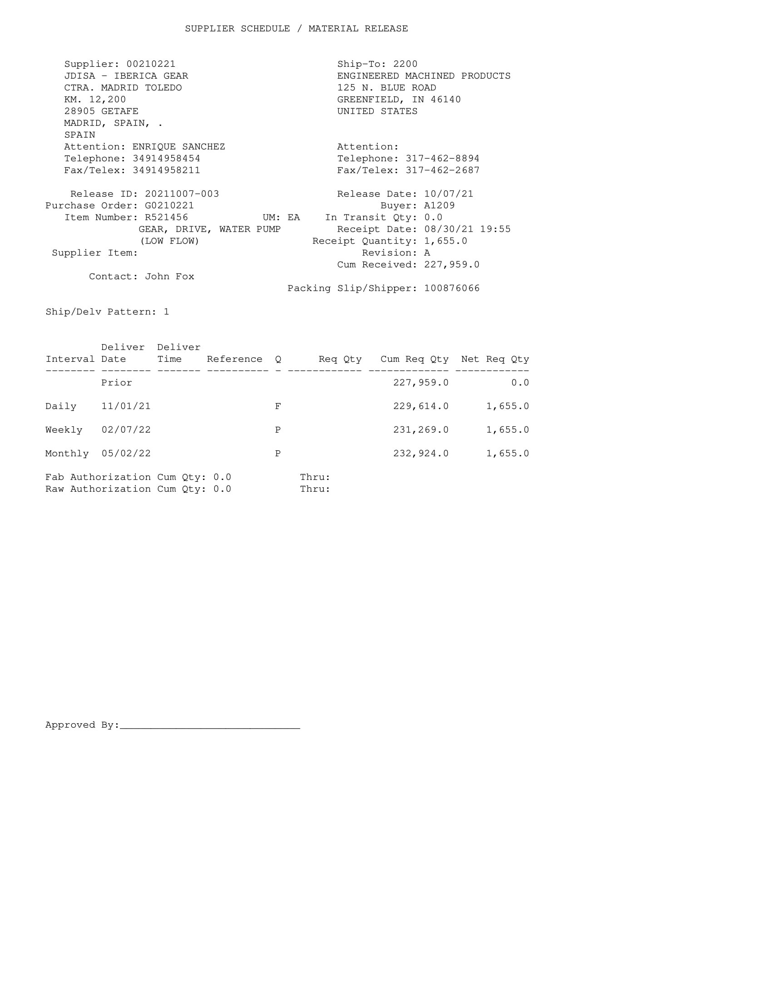 SUPPLIER SCHEDULE / MATERIAL RELEASE
Supplier: 00210221 Ship-To: 2200
JDISA - IBERICA GEAR ENGINEERED MACHINED PRODUCTS
CTRA. MADRID TOLEDO 125 N. BLUE ROAD
KM. 12,200 GREENFIELD, IN 46140
28905 GETAFE UNITED STATES
MADRID, SPAIN, .
SPAIN
Attention: ENRIQUE SANCHEZ Attention:
Telephone: 34914958454 Telephone: 317-462-8894
Fax/Telex: 34914958211 Fax/Telex: 317-462-2687
Release ID: 20211007-003 Release Date: 10/07/21
Purchase Order: G0210221 Buyer: A1209
Item Number: R521456 UM: EA In Transit Qty: 0.0
GEAR, DRIVE, WATER PUMP Receipt Date: 08/30/21 19:55
(LOW FLOW) Receipt Quantity: 1,655.0
Supplier Item: Revision: A
Cum Received: 227,959.0
Contact: John Fox
Packing Slip/Shipper: 100876066
Ship/Delv Pattern: 1
Deliver Deliver
Interval Date Time Reference Q Req Qty Cum Req Qty Net Req Qty
-------- -------- ------- ---------- - ------------ ------------- ------------
Prior 227,959.0 0.0
Daily 11/01/21 F 229,614.0 1,655.0
Weekly 02/07/22 P 231,269.0 1,655.0
Monthly 05/02/22 P 232,924.0 1,655.0
Fab Authorization Cum Qty: 0.0 Thru:
Raw Authorization Cum Qty: 0.0 Thru:
Approved By:_____________________________